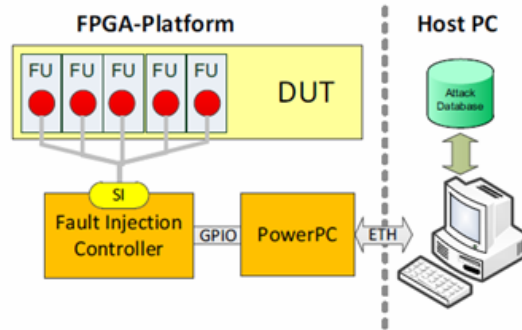 FPGA-Platform
Host PC
FU FU FU FU FU
DUT
Attack
Database
SI
Fault Injection
Controller
GPIO
PowerPC
ETH